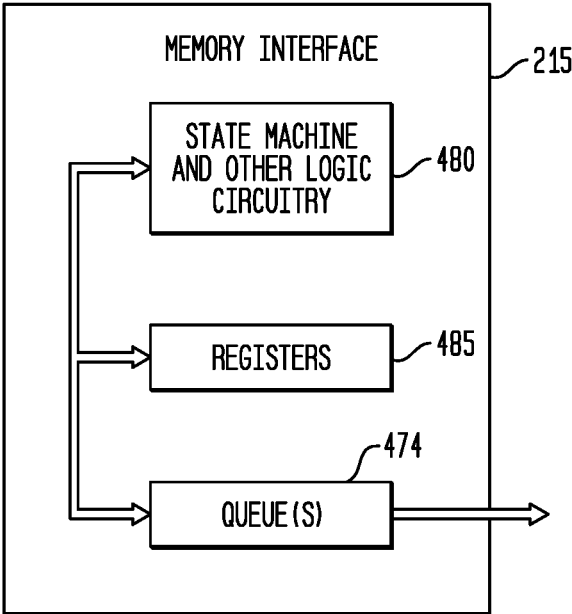 MEMORY INTERFACE
215
STATE MACHINE
AND OTHER LOGIC
CIRCUITRY
480
REGISTERS
485
474
QUEUE(S)